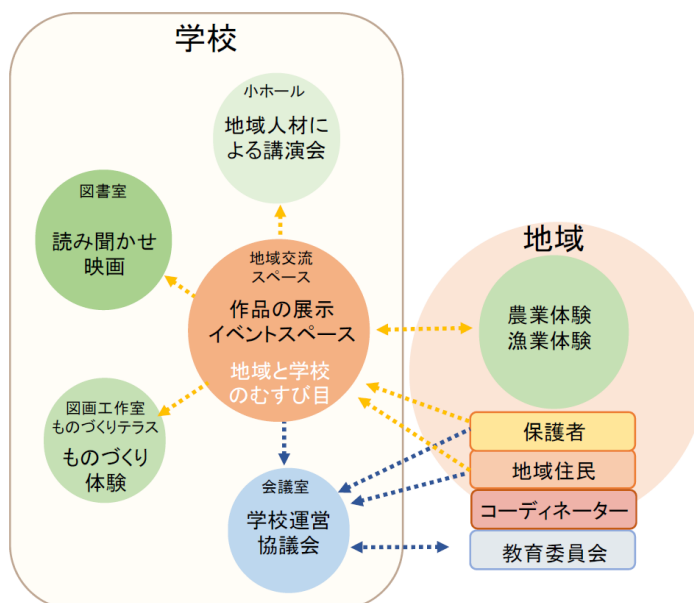 学校
小ホール
地域人材に
よる講演会
図書室
読み聞かせ
映画
地域交流
スペース
作品の展示
イベントスペース
地域と学校
のむすび目
図画工作室
ものづくりテラス
ものづくり
体験
会議室
学校運営
協議会
地域
農業体験
漁業体験
保護者
地域住民
コーディネーター
教育委員会